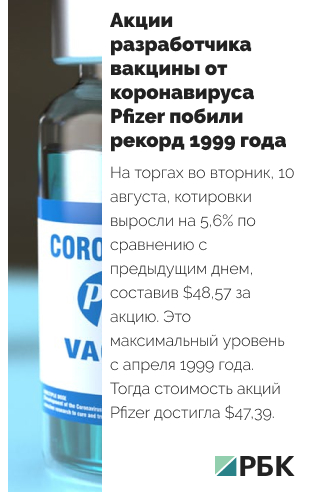 Акции
разработчика
вакцины от
коронавируса
Pfizer побили
рекорд 1999 года
На торгах во вторник, 10
августа, котировки
выросли на 5,6% по
сравнению с
предыдущим днем,
составив $48,57 за
акцию. Это
максимальный уровень
с апреля 1999 года.
Тогда стоимость акций
Pfizer достигла $47,39.
CORO
P
VA
РБК